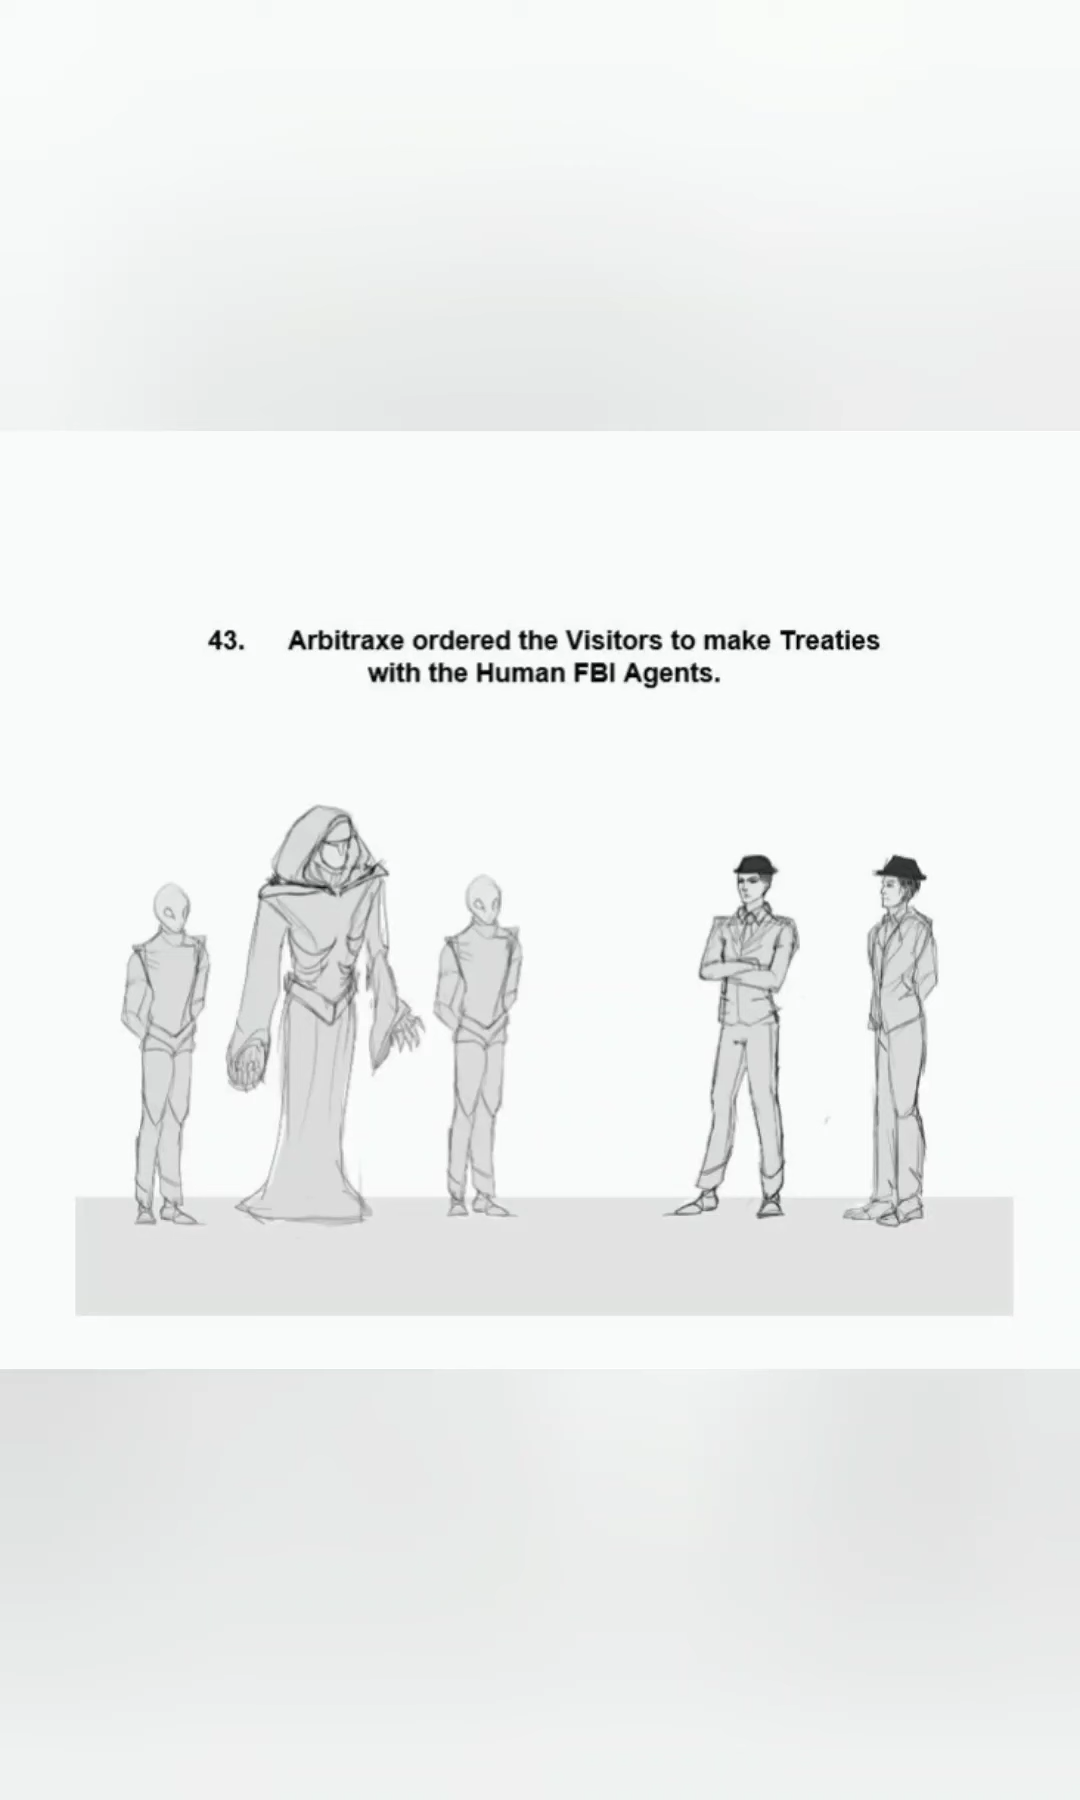 43. Arbitraxe ordered the Visitors to make Treaties
with the Human FBI Agents.